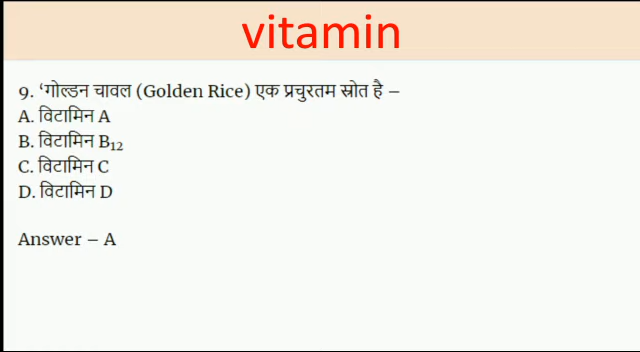 vitamin
9. ‘गोल्डन चावल (Golden Rice) एक प्रचुरतम स्रोत है –
A. विटामिन A
B. विटामिन B₁₂
C. विटामिन C
D. विटामिन D
Answer – A